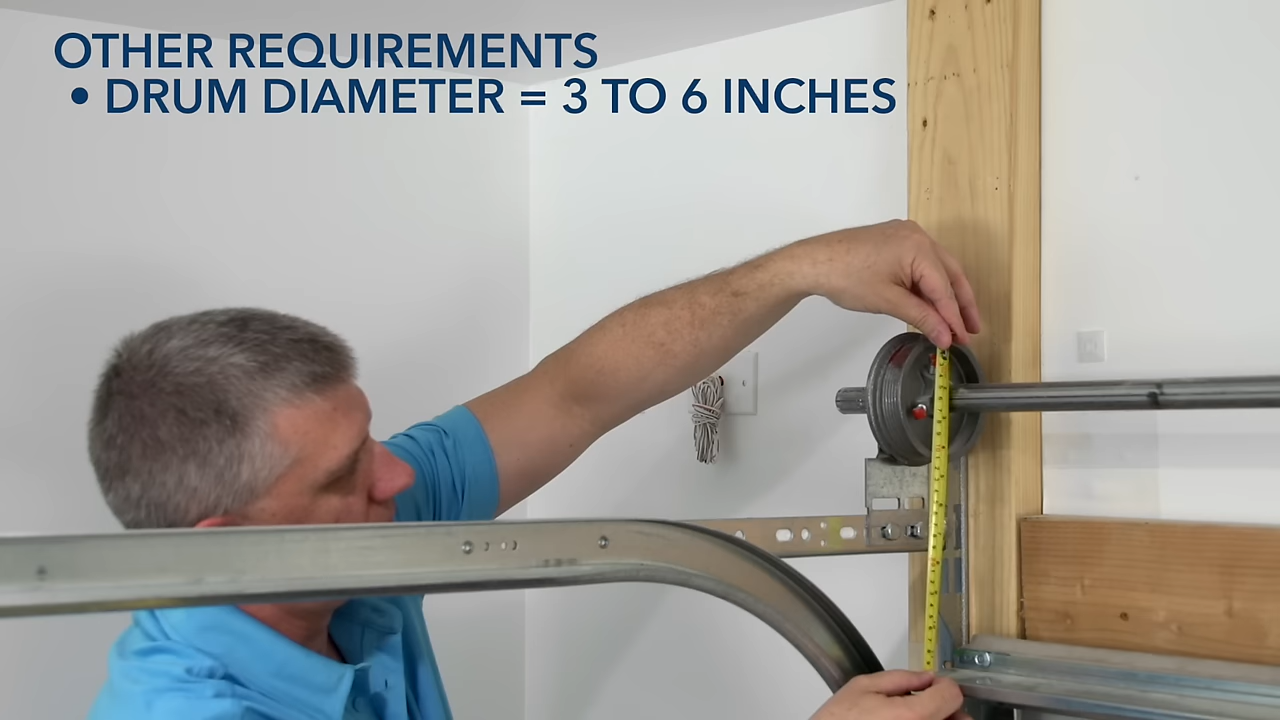 OTHER REQUIREMENTS
• DRUM DIAMETER = 3 TO 6 INCHES